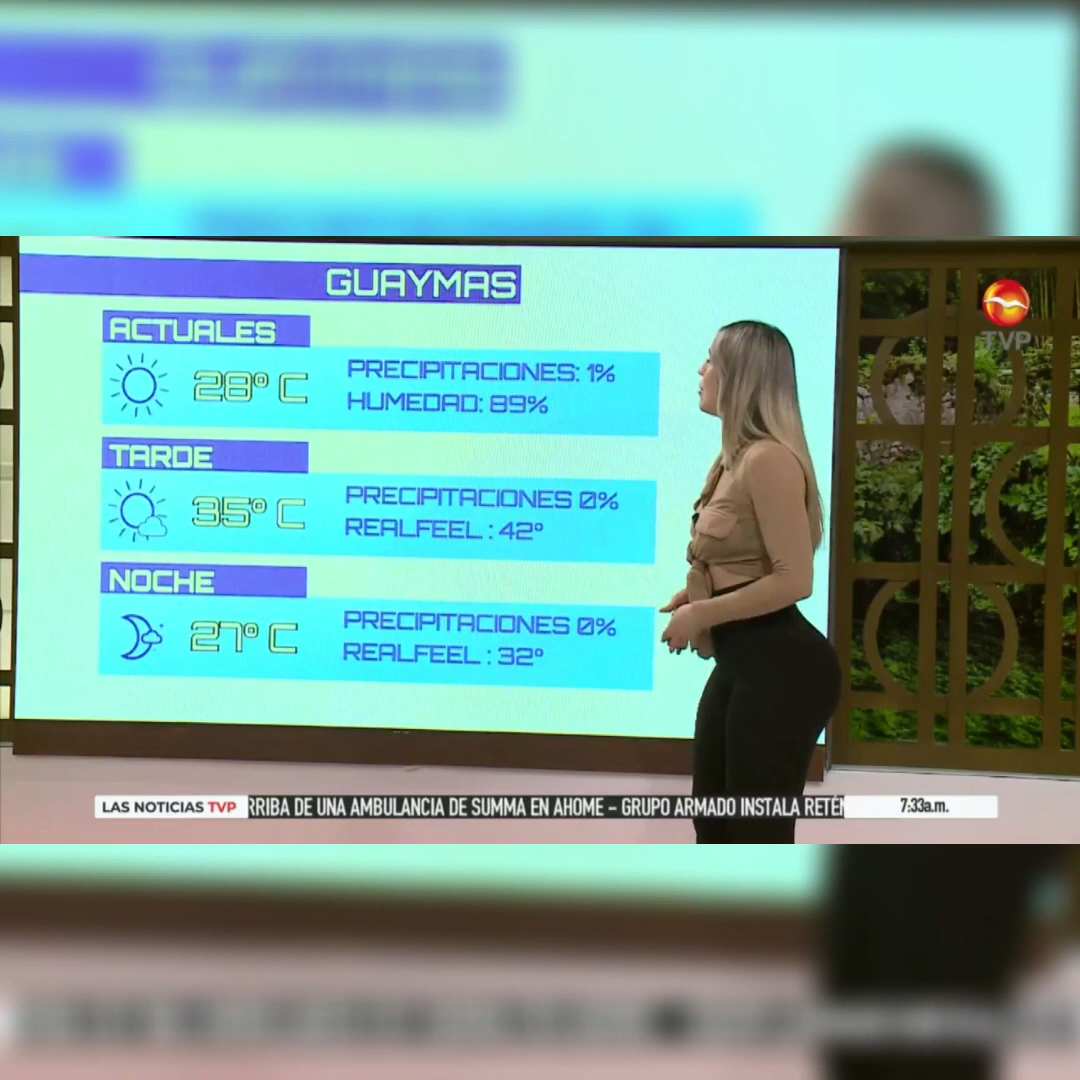 GUAYMAS
ACTUALES
28° C
PRECIPITACIONES: 1%
HUMEDAD: 89%
TARDE
35° C
PRECIPITACIONES 0%
REALFEEL : 42°
NOCHE
27° C
PRECIPITACIONES 0%
REALFEEL : 32°
TVP
LAS NOTICIAS TVP RRIBA DE UNA AMBULANCIA DE SUMMA EN AHOME – GRUPO ARMADO INSTALA RETÉN 7:33a.m.